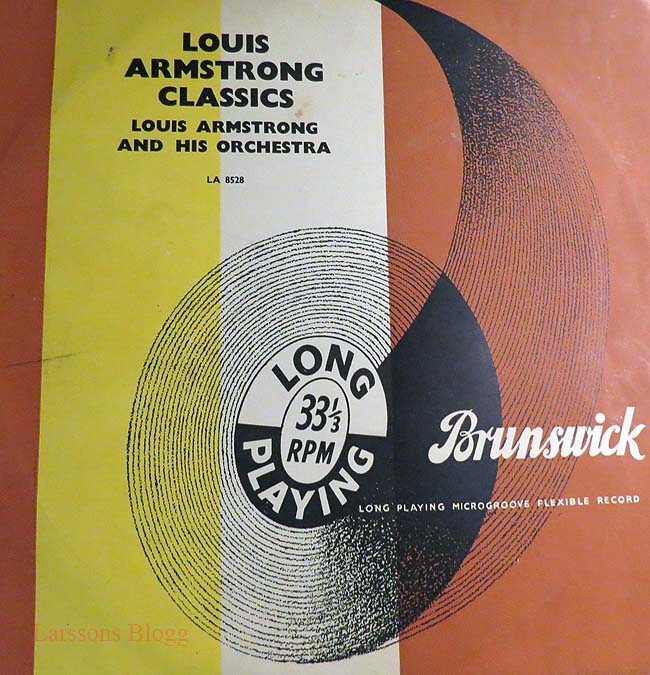 LOUIS
ARMSTRONG
CLASSICS
LOUIS ARMSTRONG
AND HIS ORCHESTRA
LA 8528
LONG
33⅓
RPM
PLAYING
Brunswick
LONG PLAYING MICROGROOVE FLEXIBLE RECORD
Larssons Blogg